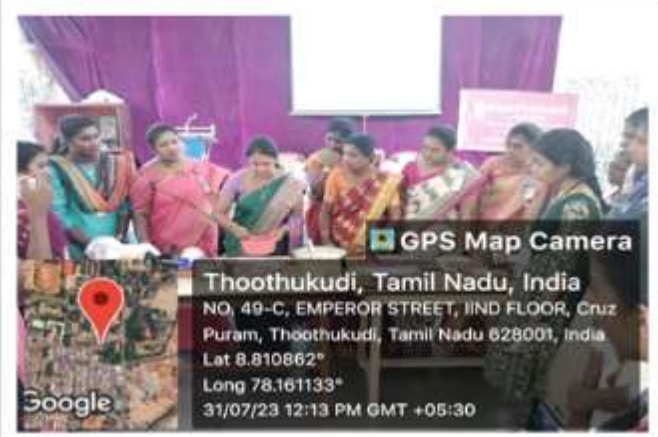 GPS Map Camera
Thoothukudi, Tamil Nadu, India
NO, 49-C, EMPEROR STREET, IIND FLOOR, Cruz
Puram, Thoothukudi, Tamil Nadu 628001, India
Lat 8.810862°
Long 78.161133°
31/07/23 12:13 PM GMT +05:30
Google